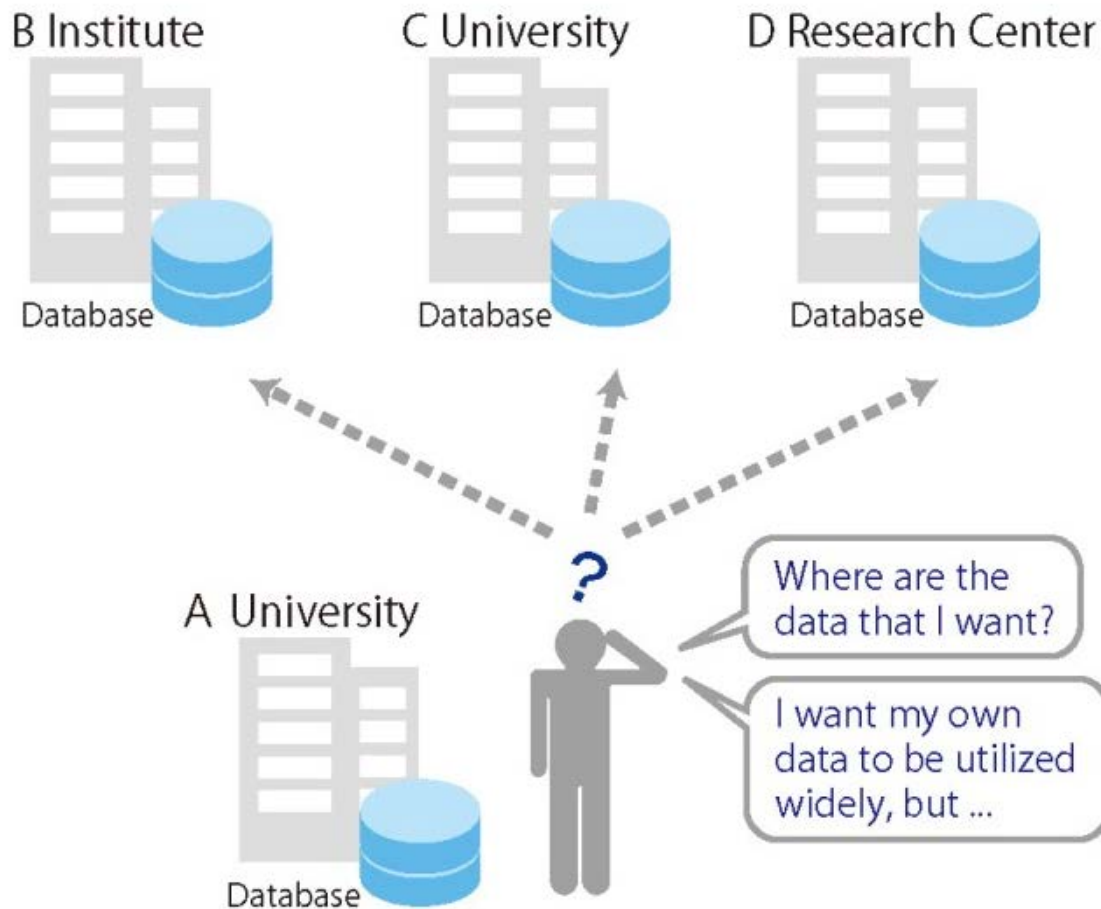 B Institute
C University
D Research Center
Database
Database
Database
?
Where are the
data that I want?
A University
I want my own
data to be utilized
widely, but ...
Database